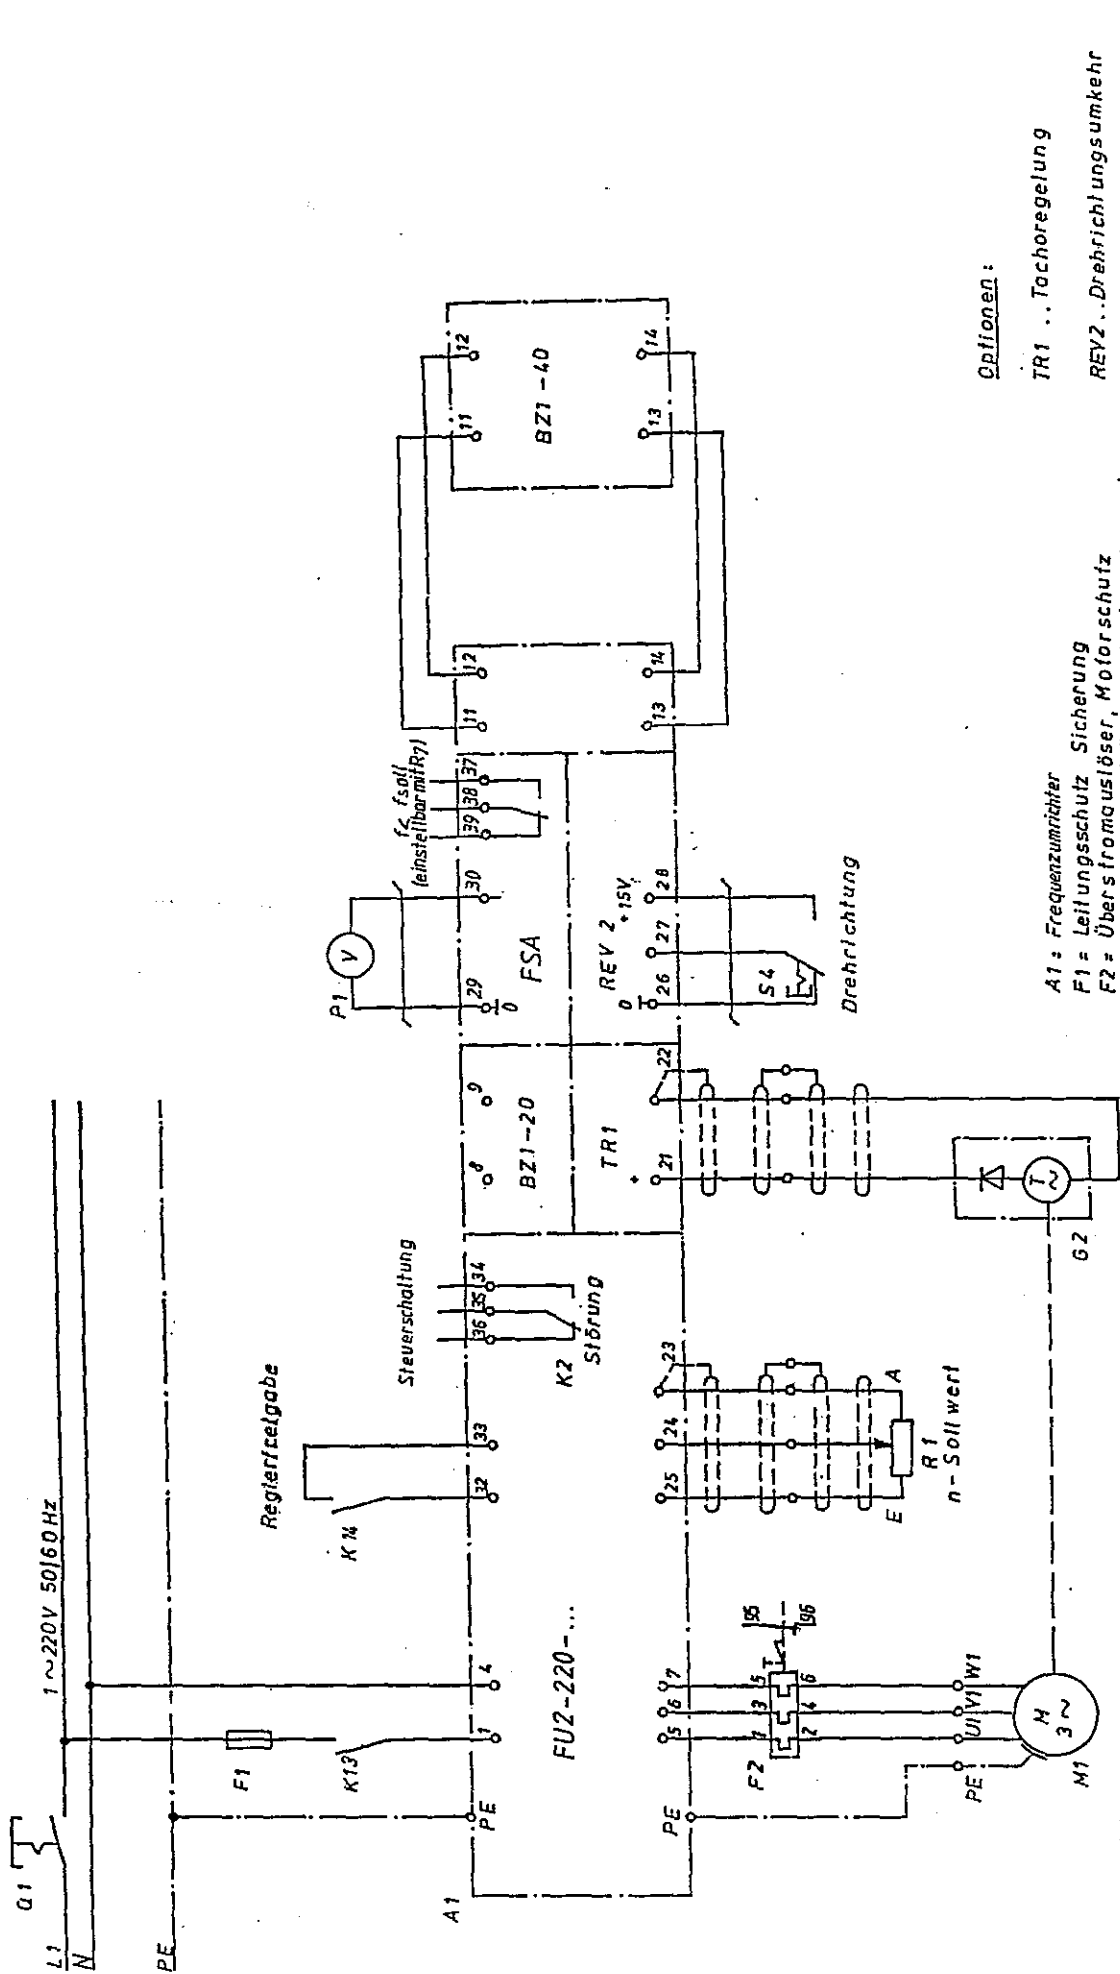 Q1
L1
N
PE
1~220V 50|60Hz
F1
K13
K14
Reglerfreigabe
Steuerschaltung
P1
V
f< fsoll
(einstellbar mit R7)
A1
PE
1
4
32
33
36
35
34
8
9
29
30
39
38
37
11
12
11
12
K2
Störung
BZ1-20
0
FSA
BZ1-40
FU2-220-...
TR1
REV 2
+15V
+
0
PE
5
6
7
25
24
23
21
22
26
27
28
13
14
13
14
F2
1
3
5
2
4
6
95
96
S4
Drehrichtung
E
A
R1
n-Sollwert
PE
U1
V1
W1
M
3~
M1
T
~
G2
A1 = Frequenzumrichter
F1 = Leitungsschutz Sicherung
F2 = Überstromauslöser, Motorschutz
Optionen:
TR1 .. Tachoregelung
REV2 .. Drehrichtungsumkehr